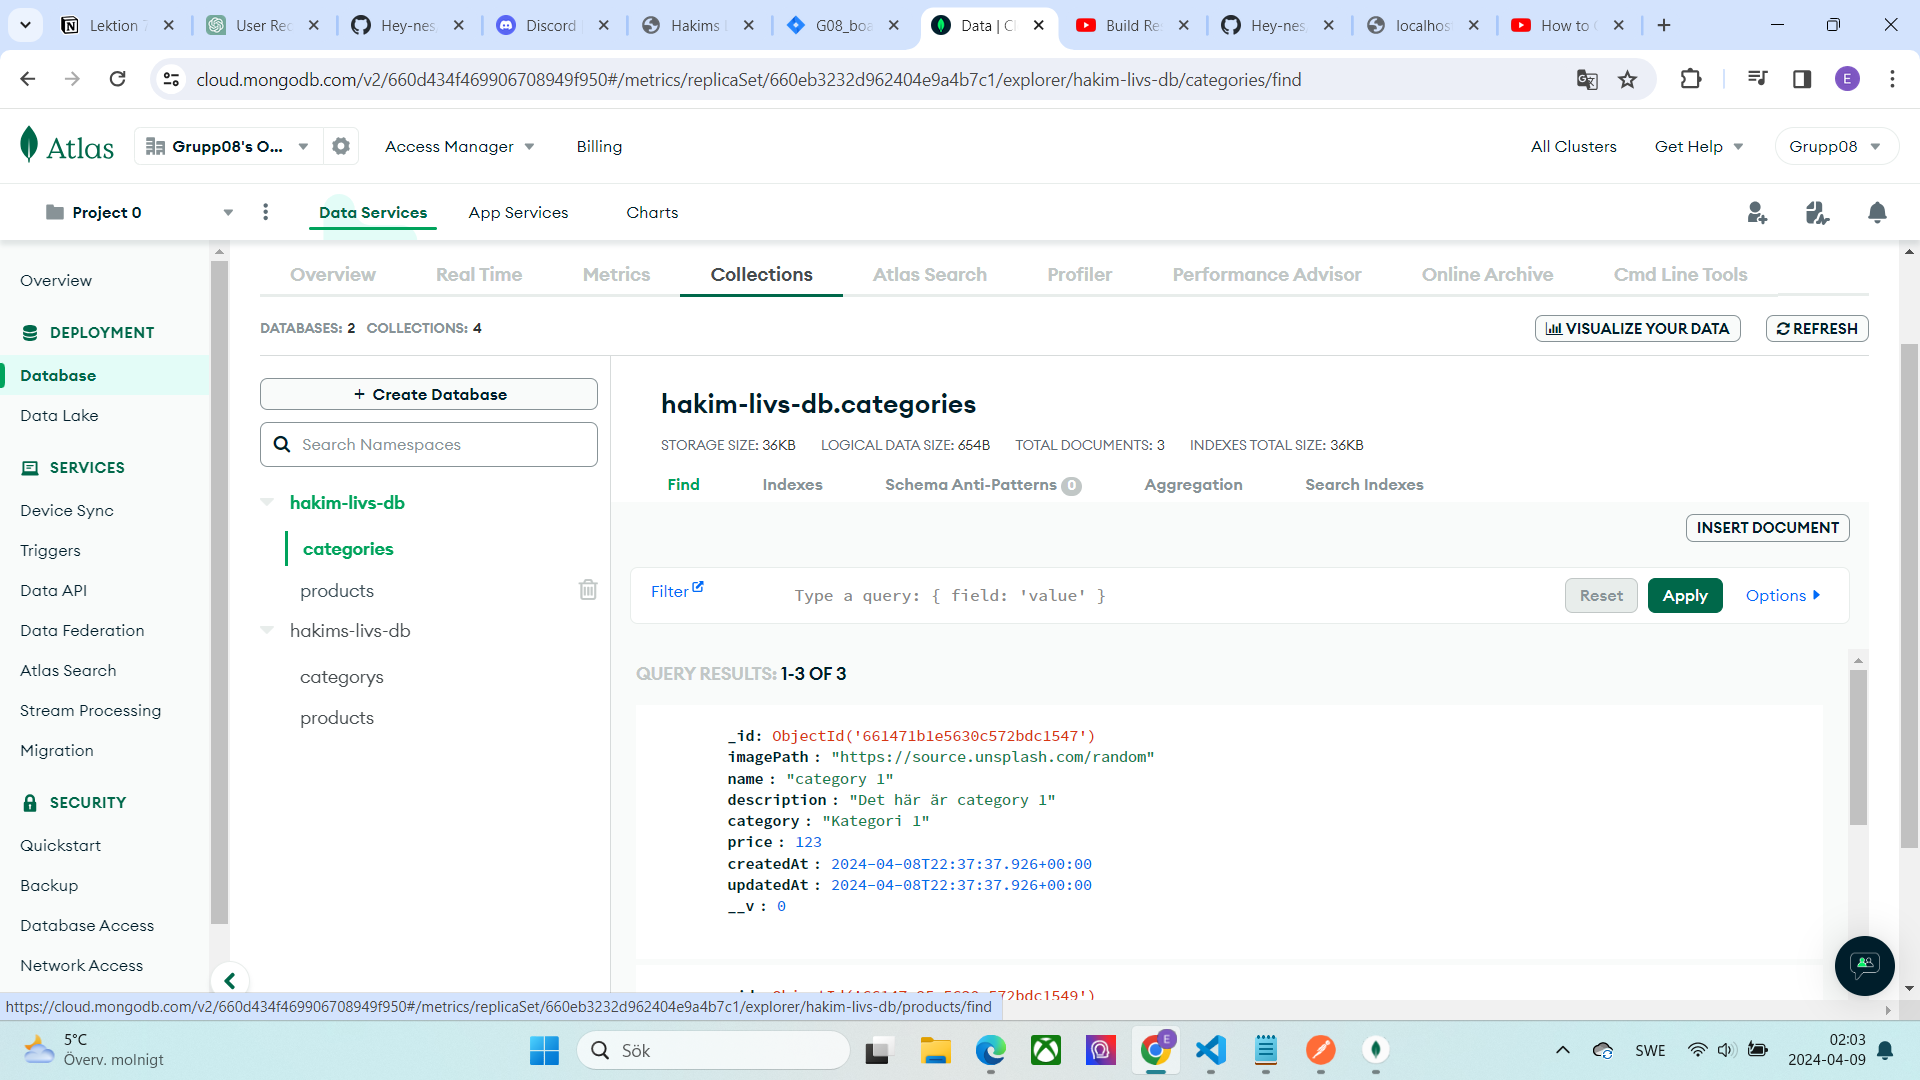 Lektion 7
User Rec
Hey-nes
Discord
Hakims
G08_boa
Data | Cl
Build Re
Hey-nes
localhos
How to
cloud.mongodb.com/v2/660d434f469906708949f950#/metrics/replicaSet/660eb3232d962404e9a4b7c1/explorer/hakim-livs-db/categories/find
E
Atlas
Grupp08's O...
Access Manager
Billing
All Clusters
Get Help
Grupp08
Project 0
Data Services
App Services
Charts
Overview
Real Time
Metrics
Collections
Atlas Search
Profiler
Performance Advisor
Online Archive
Cmd Line Tools
Overview
DEPLOYMENT
Database
Data Lake
SERVICES
Device Sync
Triggers
Data API
Data Federation
Atlas Search
Stream Processing
Migration
SECURITY
Quickstart
Backup
Database Access
Network Access
DATABASES: 2 COLLECTIONS: 4
VISUALIZE YOUR DATA
REFRESH
+ Create Database
Search Namespaces
hakim-livs-db
categories
products
hakims-livs-db
categorys
products
hakim-livs-db.categories
STORAGE SIZE: 36KB LOGICAL DATA SIZE: 654B TOTAL DOCUMENTS: 3 INDEXES TOTAL SIZE: 36KB
Find
Indexes
Schema Anti-Patterns 0
Aggregation
Search Indexes
INSERT DOCUMENT
Filter
Type a query: { field: 'value' }
Reset
Apply
Options
QUERY RESULTS: 1-3 OF 3
_id: ObjectId('661471b1e5630c572bdc1547')
imagePath : "https://source.unsplash.com/random"
name : "category 1"
description : "Det här är category 1"
category : "Kategori 1"
price : 123
createdAt : 2024-04-08T22:37:37.926+00:00
updatedAt : 2024-04-08T22:37:37.926+00:00
__v : 0
https://cloud.mongodb.com/v2/660d434f469906708949f950#/metrics/replicaSet/660eb3232d962404e9a4b7c1/explorer/hakim-livs-db/products/find
5°C
Överv. molnigt
Sök
E
SWE
02:03
2024-04-09